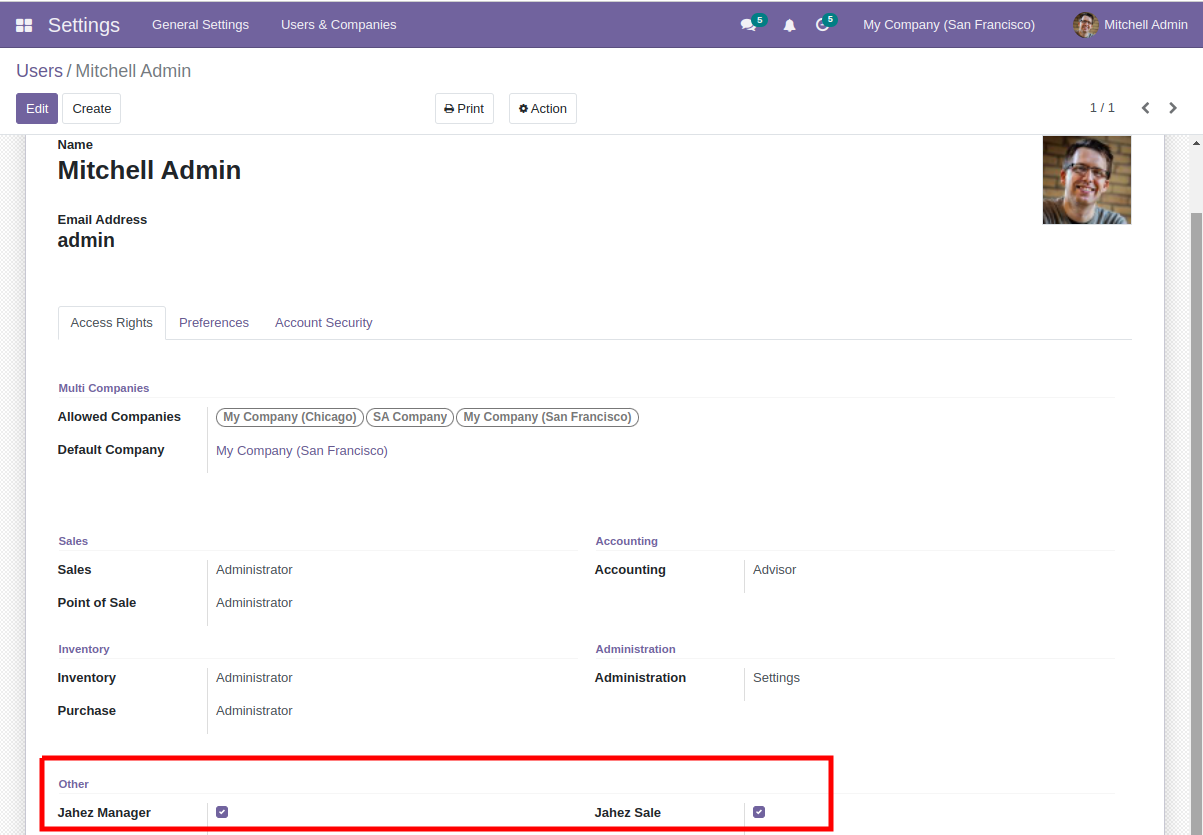 Settings General Settings Users & Companies 5 5 My Company (San Francisco) Mitchell Admin
Users / Mitchell Admin
Edit Create Print Action 1 / 1
Name
Mitchell Admin
Email Address
admin
Access Rights Preferences Account Security
Multi Companies
Allowed Companies My Company (Chicago) SA Company My Company (San Francisco)
Default Company My Company (San Francisco)
Sales Accounting
Sales Administrator Accounting Advisor
Point of Sale Administrator
Inventory Administration
Inventory Administrator Administration Settings
Purchase Administrator
Other
Jahez Manager Jahez Sale